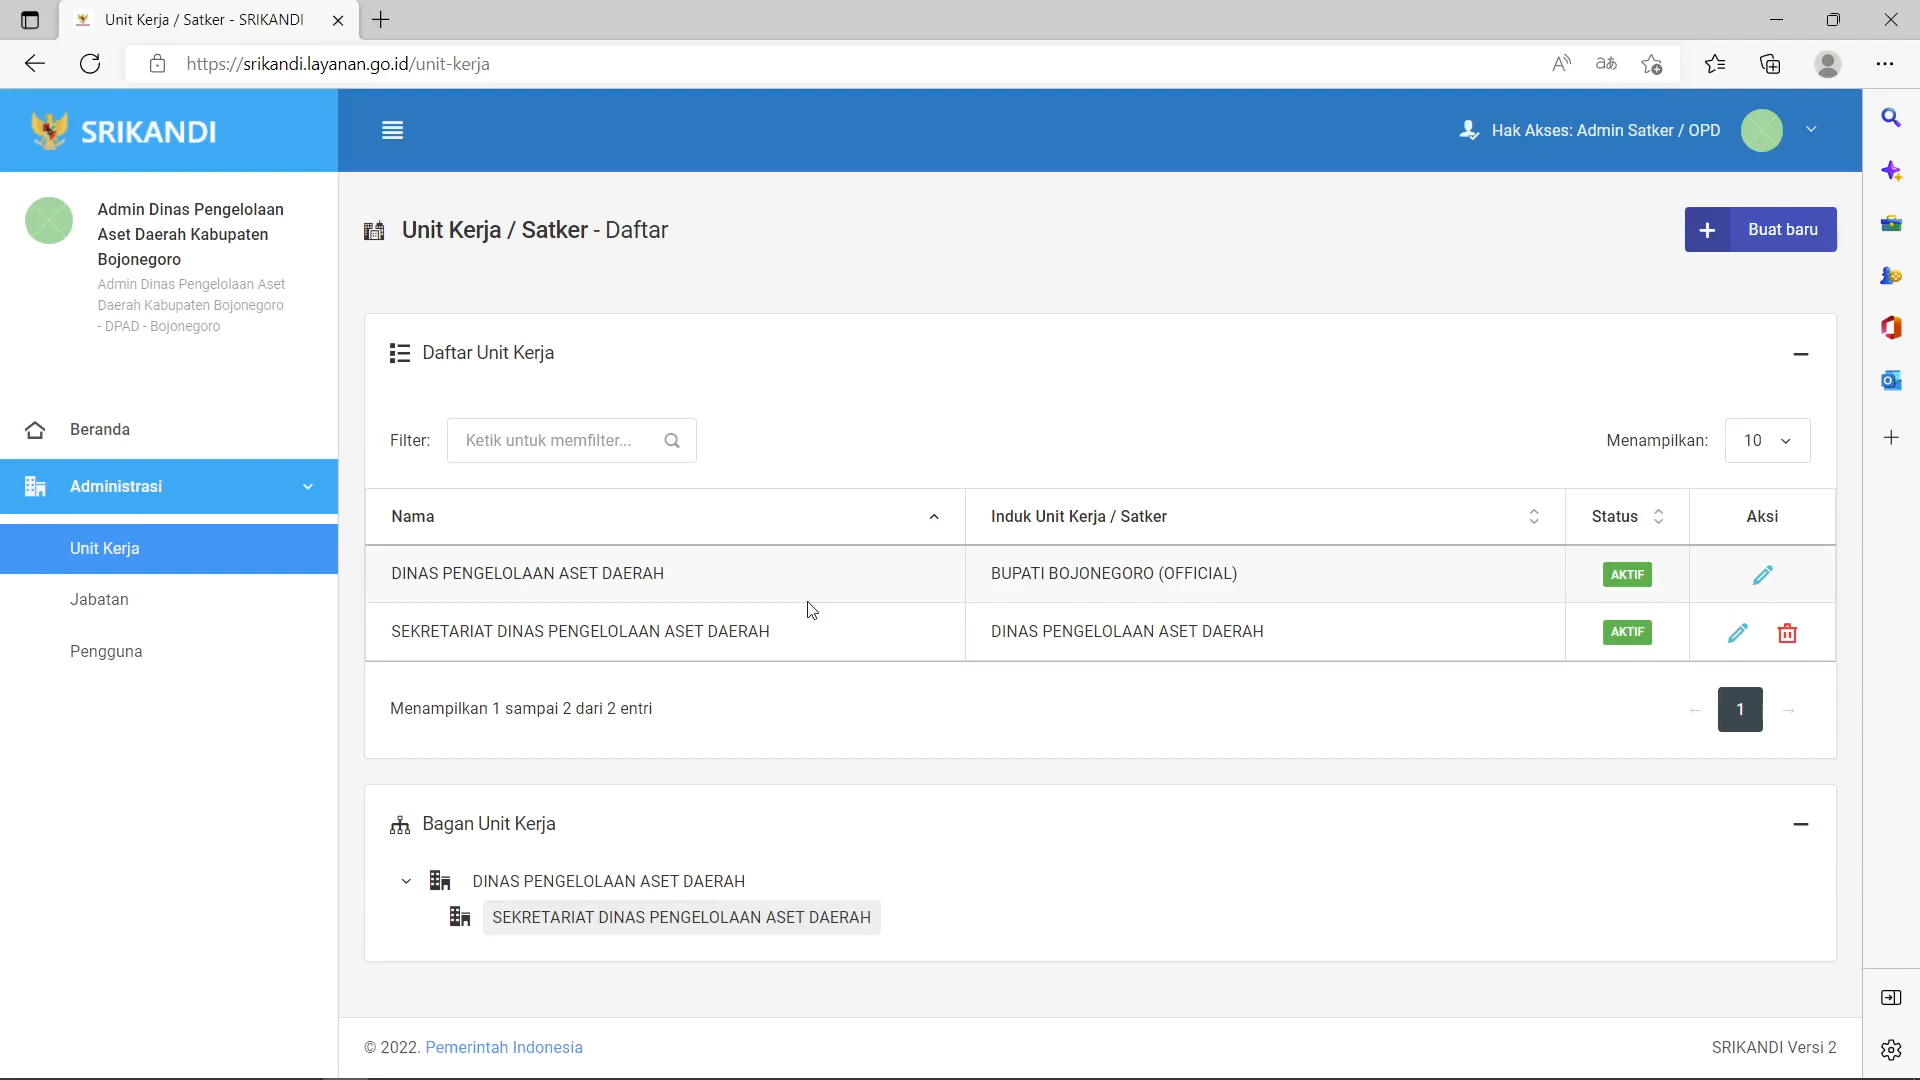 Unit Kerja / Satker - SRIKANDI
https://srikandi.layanan.go.id/unit-kerja
SRIKANDI
Hak Akses: Admin Satker / OPD
Admin Dinas Pengelolaan
Aset Daerah Kabupaten
Bojonegoro
Admin Dinas Pengelolaan Aset
Daerah Kabupaten Bojonegoro
- DPAD - Bojonegoro
Beranda
Administrasi
Unit Kerja
Jabatan
Pengguna
Unit Kerja / Satker - Daftar
Buat baru
Daftar Unit Kerja
Filter: Ketik untuk memfilter...
Menampilkan: 10
Nama Induk Unit Kerja / Satker Status Aksi
DINAS PENGELOLAAN ASET DAERAH BUPATI BOJONEGORO (OFFICIAL) AKTIF
SEKRETARIAT DINAS PENGELOLAAN ASET DAERAH DINAS PENGELOLAAN ASET DAERAH AKTIF
Menampilkan 1 sampai 2 dari 2 entri
← 1 →
Bagan Unit Kerja
DINAS PENGELOLAAN ASET DAERAH
SEKRETARIAT DINAS PENGELOLAAN ASET DAERAH
© 2022. Pemerintah Indonesia
SRIKANDI Versi 2